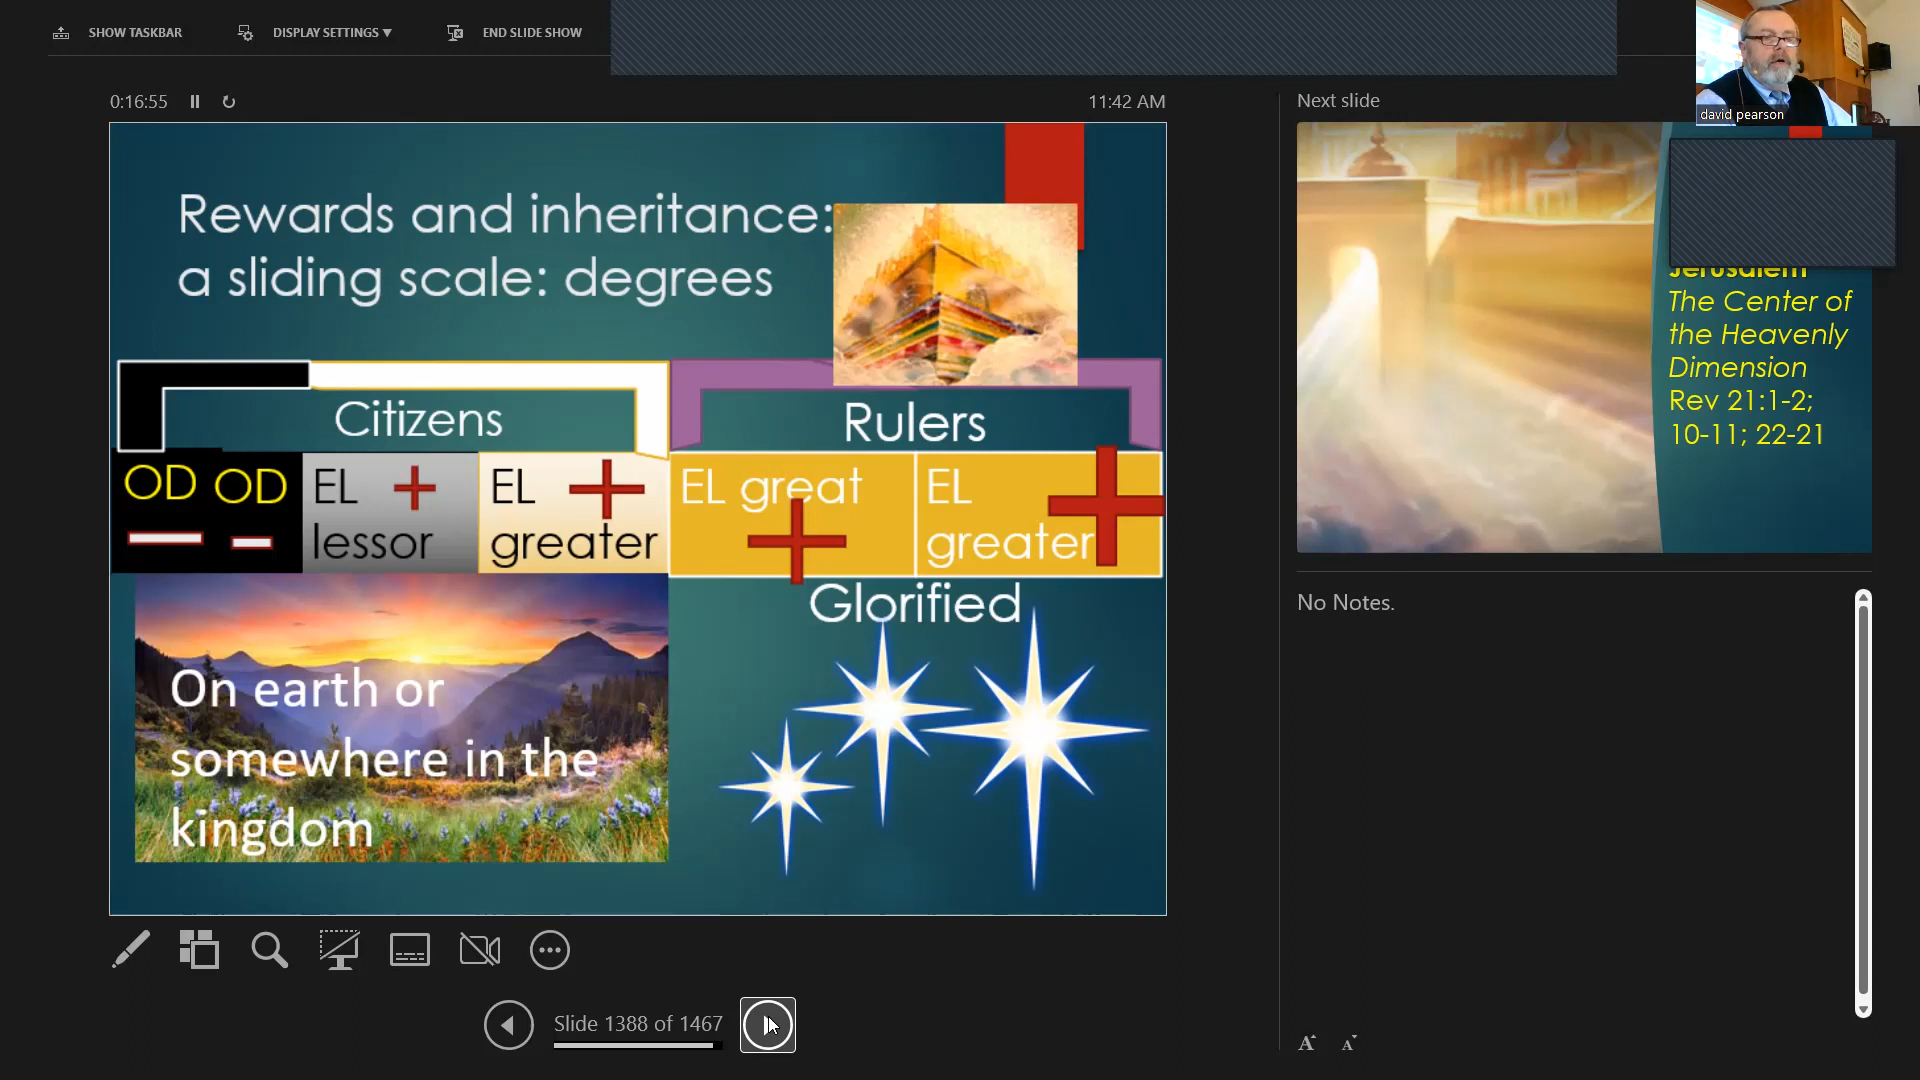 SHOW TASKBAR
DISPLAY SETTINGS ▼
END SLIDE SHOW
0:16:55
11:42 AM
Rewards and inheritance:
a sliding scale: degrees
Citizens
Rulers
OD OD
EL
lessor
EL
greater
EL great
EL
greater
Glorified
On earth or
somewhere in the
kingdom
Slide 1388 of 1467
Next slide
david pearson
Jerusalem
The Center of
the Heavenly
Dimension
Rev 21:1-2;
10-11; 22-21
No Notes.
A A